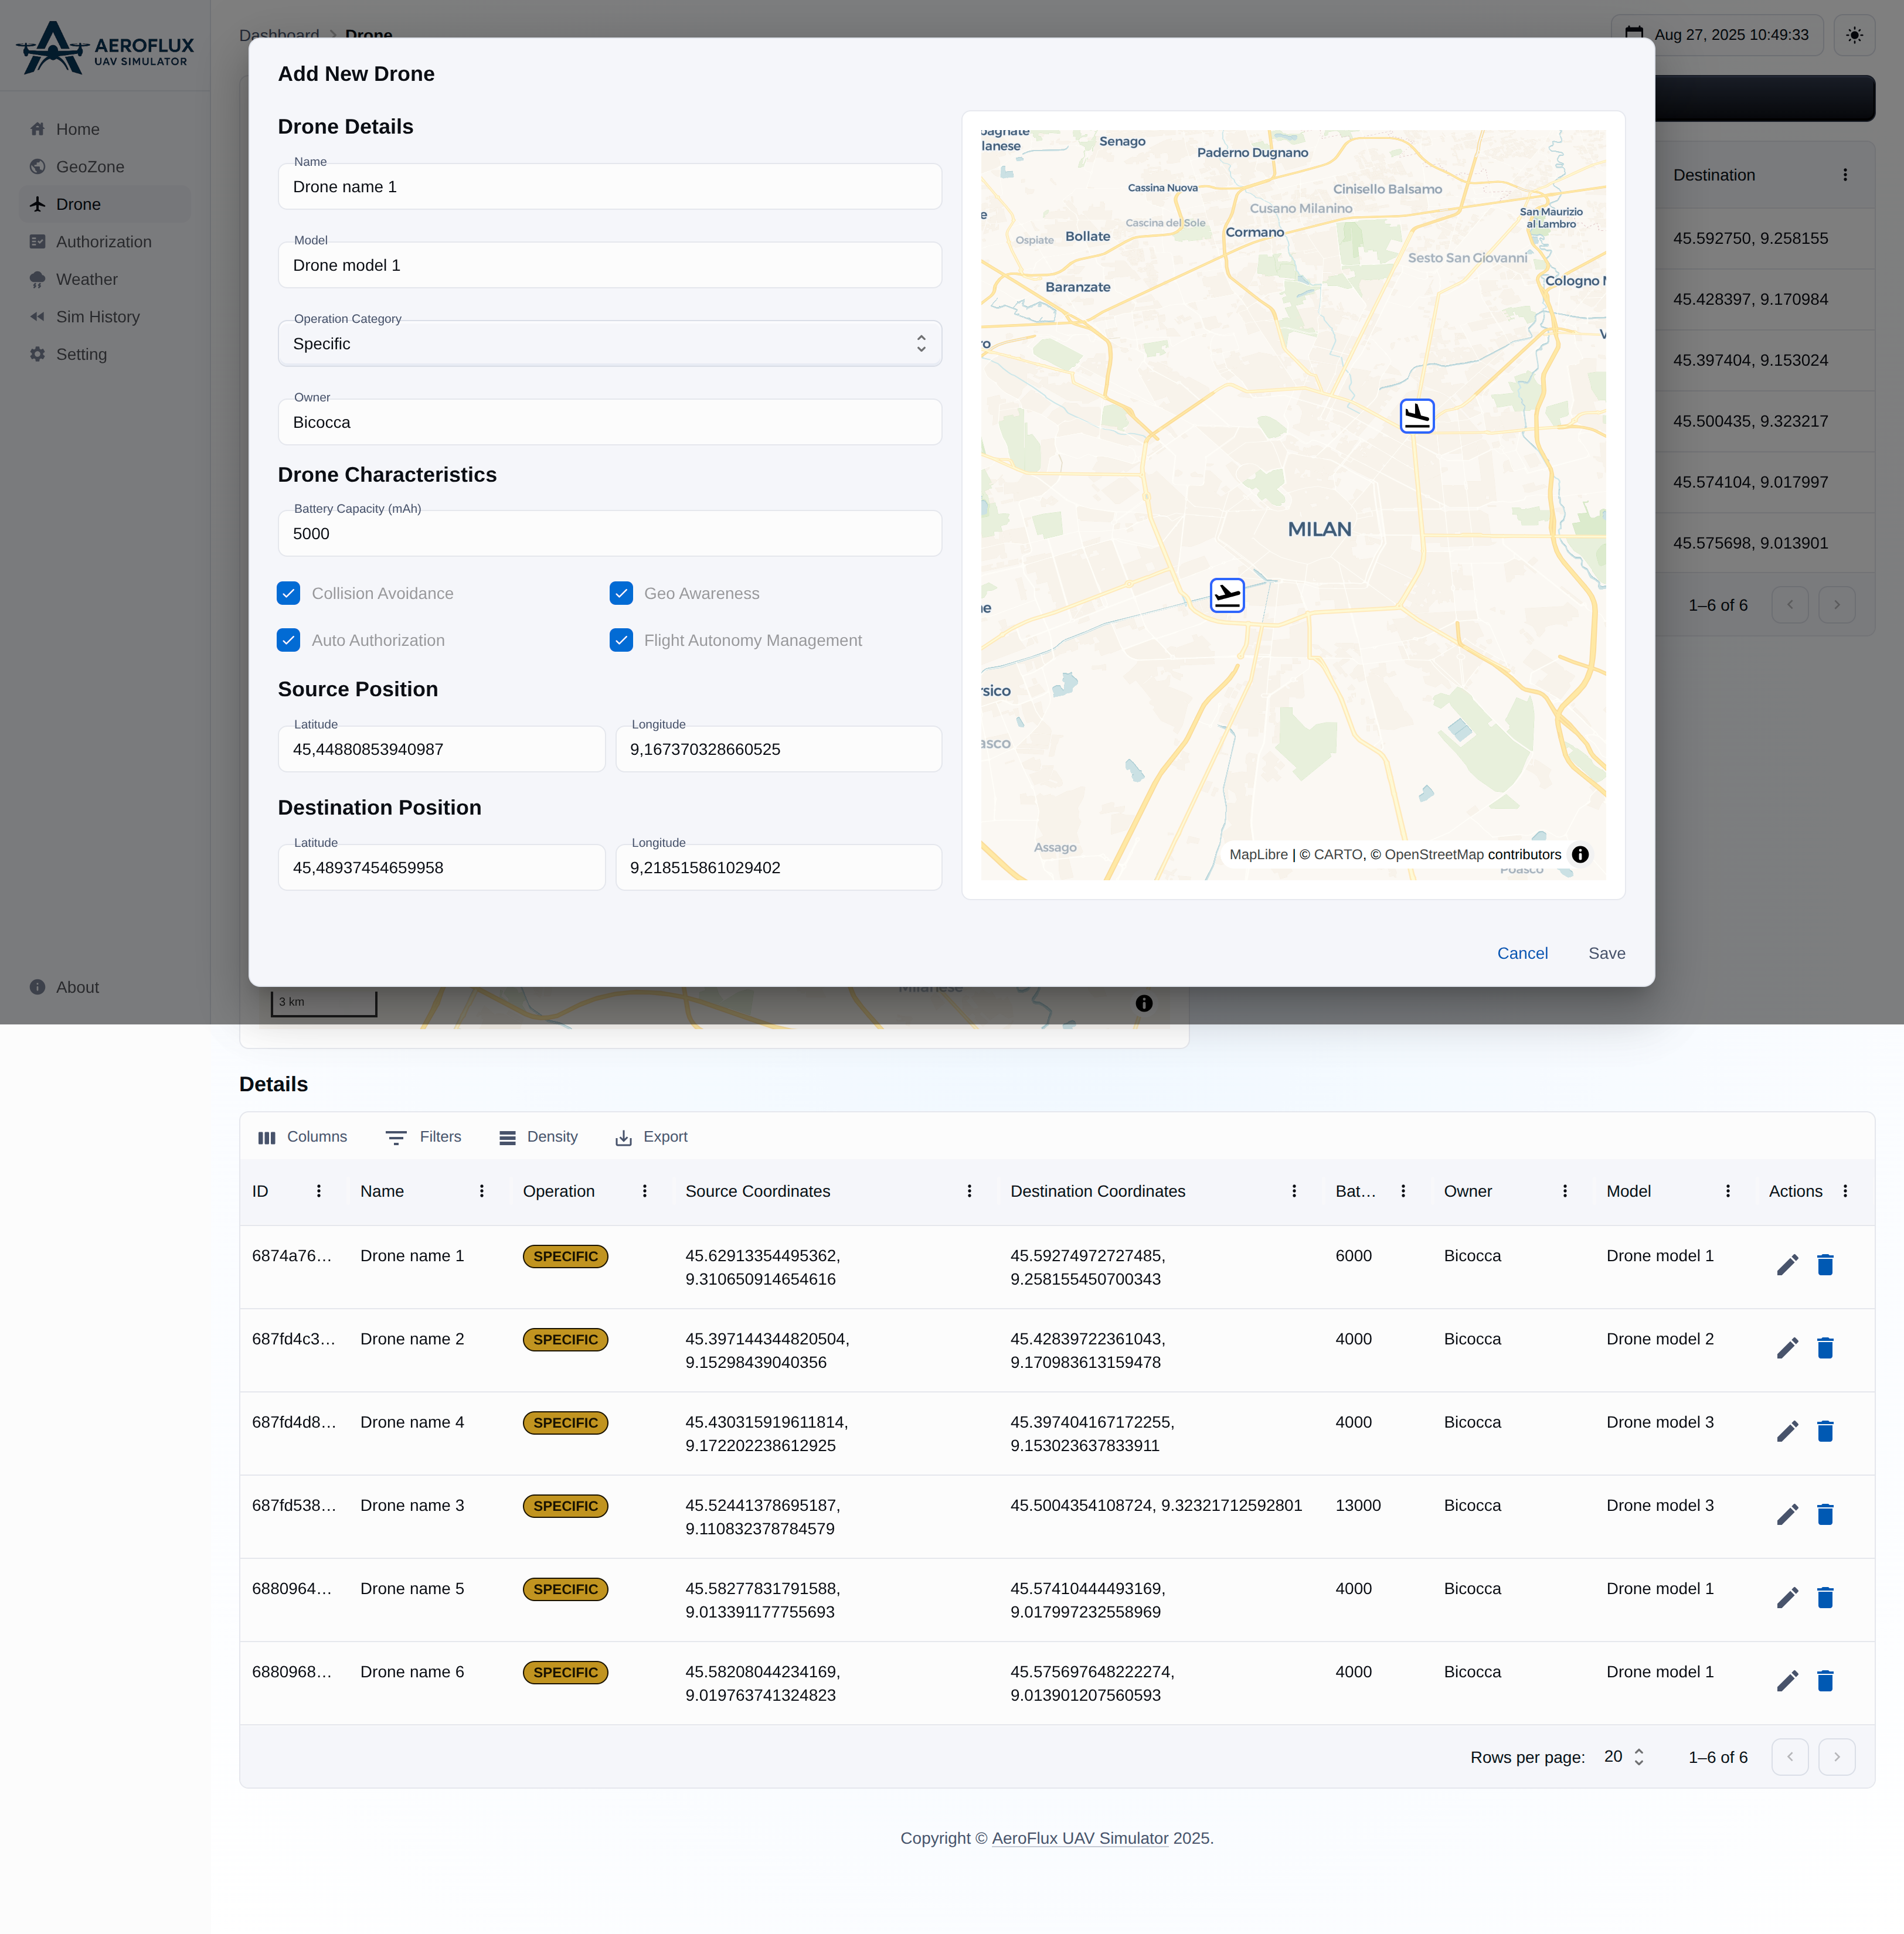 AEROFLUX
UAV SIMULATOR
Home
GeoZone
Drone
Authorization
Weather
Sim History
Setting
About
Dashboard > Drone
Aug 27, 2025 10:49:33
Add New Drone
Drone Details
Name
Drone name 1
Model
Drone model 1
Operation Category
Specific
Owner
Bicocca
Drone Characteristics
Battery Capacity (mAh)
5000
Collision Avoidance Geo Awareness
Auto Authorization Flight Autonomy Management
Source Position
Latitude Longitude
45,44880853940987 9,167370328660525
Destination Position
Latitude Longitude
45,48937454659958 9,218515861029402
lanese
Senago
Paderno Dugnano
Cassina Nuova
Cinisello Balsamo
Cusano Milanino
San Maurizio
al Lambro
Cascina del Sole
Ospiate
Bollate
Cormano
Sesto San Giovanni
Baranzate
Cologno
MILAN
Assago
MapLibre | © CARTO, © OpenStreetMap contributors
Cancel Save
Destination
45.592750, 9.258155
45.428397, 9.170984
45.397404, 9.153024
45.500435, 9.323217
45.574104, 9.017997
45.575698, 9.013901
1–6 of 6
3 km
Details
Columns Filters Density Export
ID Name Operation Source Coordinates Destination Coordinates Bat... Owner Model Actions
6874a76... Drone name 1 SPECIFIC 45.62913354495362, 45.59274972727485, 6000 Bicocca Drone model 1
9.310650914654616 9.258155450700343
687fd4c3... Drone name 2 SPECIFIC 45.397144344820504, 45.42839722361043, 4000 Bicocca Drone model 2
9.15298439040356 9.170983613159478
687fd4d8... Drone name 4 SPECIFIC 45.430315919611814, 45.397404167172255, 4000 Bicocca Drone model 3
9.172202238612925 9.153023637833911
687fd538... Drone name 3 SPECIFIC 45.52441378695187, 45.5004354108724, 9.32321712592801 13000 Bicocca Drone model 3
9.110832378784579
6880964... Drone name 5 SPECIFIC 45.58277831791588, 45.57410444493169, 4000 Bicocca Drone model 1
9.013391177755693 9.017997232558969
6880968... Drone name 6 SPECIFIC 45.58208044234169, 45.575697648222274, 4000 Bicocca Drone model 1
9.019763741324823 9.013901207560593
Rows per page: 20 1–6 of 6
Copyright © AeroFlux UAV Simulator 2025.